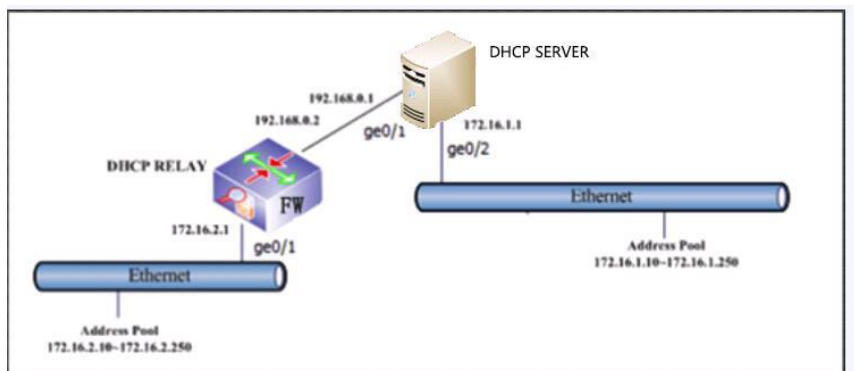 DHCP SERVER
192.168.0.1
192.168.0.2
ge0/1
172.16.1.1
ge0/2
DHCP RELAY
FW
172.16.2.1
ge0/1
Ethernet
Address Pool
172.16.1.10~172.16.1.250
Ethernet
Address Pool
172.16.2.10~172.16.2.250